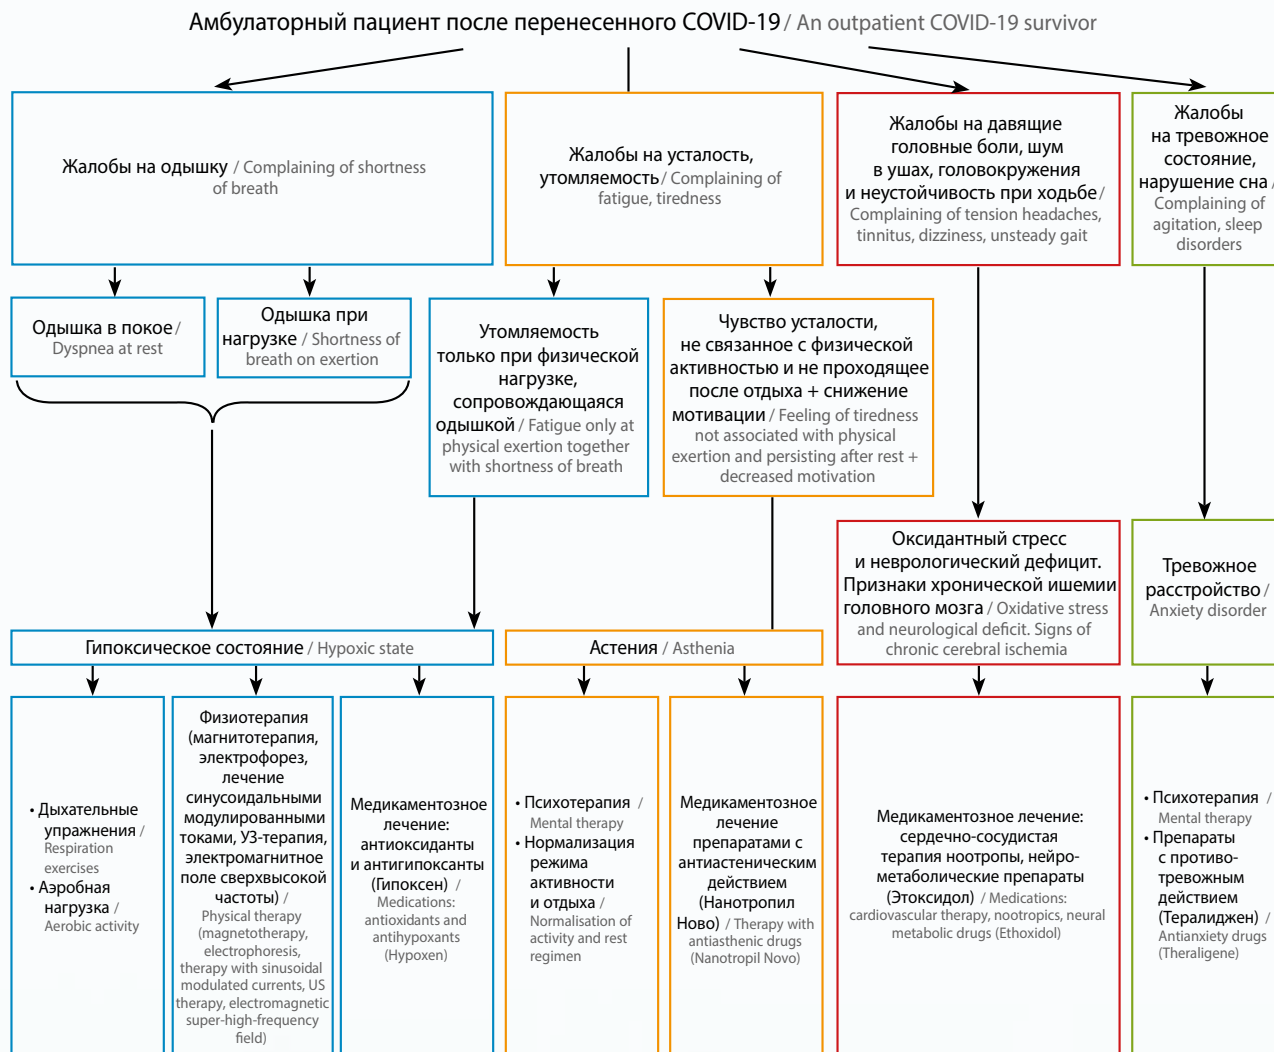 Амбулаторный пациент после перенесенного COVID-19 / An outpatient COVID-19 survivor
Жалобы на одышку / Complaining of shortness
of breath
Жалобы на усталость,
утомляемость / Complaining of
fatigue, tiredness
Жалобы на давящие
головные боли, шум
в ушах, головокружения
и неустойчивость при ходьбе /
Complaining of tension headaches,
tinnitus, dizziness, unsteady gait
Жалобы
на тревожное
состояние,
нарушение сна /
Complaining of
agitation, sleep
disorders
Одышка в покое /
Dyspnea at rest
Одышка при
нагрузке / Shortness of
breath on exertion
Утомляемость
только при физической
нагрузке,
сопровождающаяся
одышкой / Fatigue only at
physical exertion together
with shortness of breath
Чувство усталости,
не связанное с физической
активностью и не проходящее
после отдыха + снижение
мотивации / Feeling of tiredness
not associated with physical
exertion and persisting after rest +
decreased motivation
Оксидантный стресс
и неврологический дефицит.
Признаки хронической ишемии
головного мозга / Oxidative stress
and neurological deficit. Signs of
chronic cerebral ischemia
Тревожное
расстройство /
Anxiety disorder
Гипоксическое состояние / Hypoxic state
Астения / Asthenia
• Дыхательные
упражнения /
Respiration
exercises
• Аэробная
нагрузка /
Aerobic activity
Физиотерапия
(магнитотерапия,
электрофорез,
лечение
синусоидальными
модулированными
токами, УЗ-терапия,
электромагнитное
поле сверхвысокой
частоты) /
Physical therapy
(magnetotherapy,
electrophoresis,
therapy with sinusoidal
modulated currents, US
therapy, electromagnetic
super-high-frequency
field)
Медикаментозное
лечение:
антиоксиданты
и антигипоксанты
(Гипоксен) /
Medications:
antioxidants and
antihypoxants
(Hypoxen)
• Психотерапия /
Mental therapy
• Нормализация
режима
активности
и отдыха /
Normalisation of
activity and rest
regimen
Медикаментозное
лечение
препаратами с
антиастеническим
действием
(Нанотропил
Ново) / Therapy with
antiasthenic drugs
(Nanotropil Novo)
Медикаментозное лечение:
сердечно-сосудистая
терапия ноотропы, нейро-
метаболические препараты
(Этоксидол) / Medications:
cardiovascular therapy, nootropics, neural
metabolic drugs (Ethoxidol)
• Психотерапия /
Mental therapy
• Препараты
с противо-
тревожным
действием
(Тералиджен) /
Antianxiety drugs
(Theraligene)